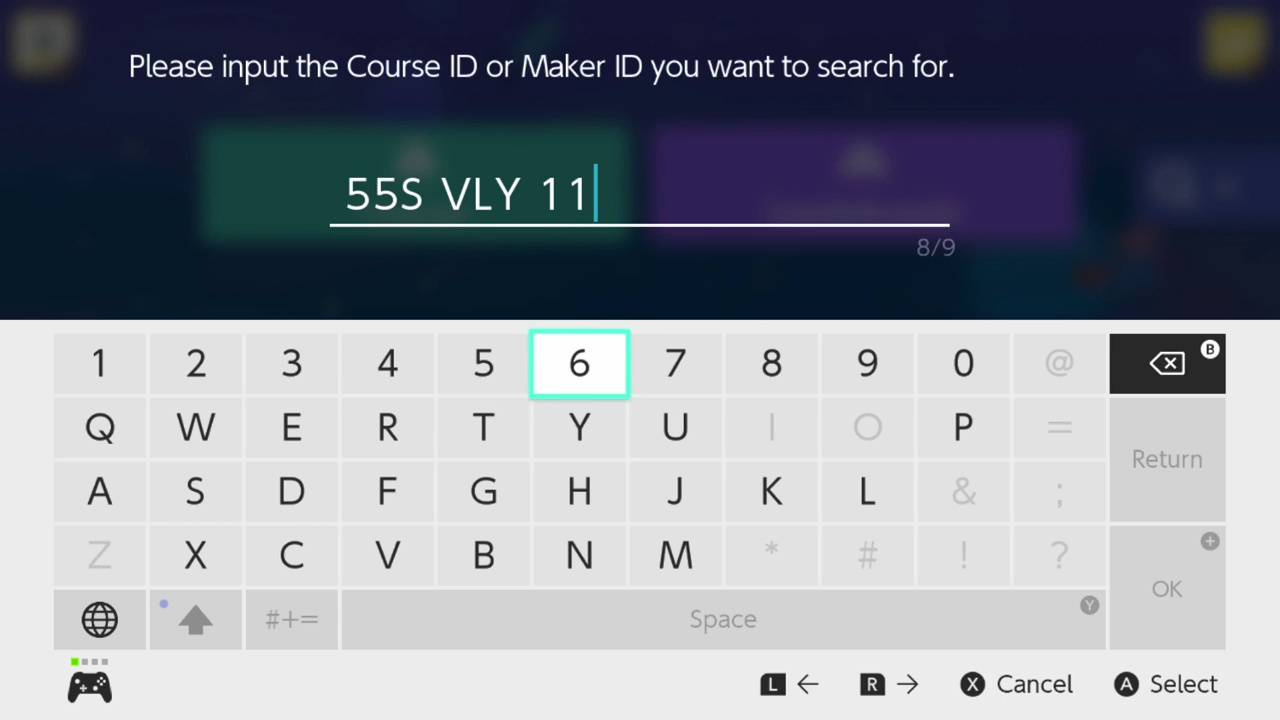 Please input the Course ID or Maker ID you want to search for.
55S VLY 11
8/9
1 2 3 4 5 6 7 8 9 0 @ B
Q W E R T Y U I O P = Return
A S D F G H J K L & ;
Z X C V B N M * # ! ? + OK
#+= Space Y
L ← R → X Cancel A Select